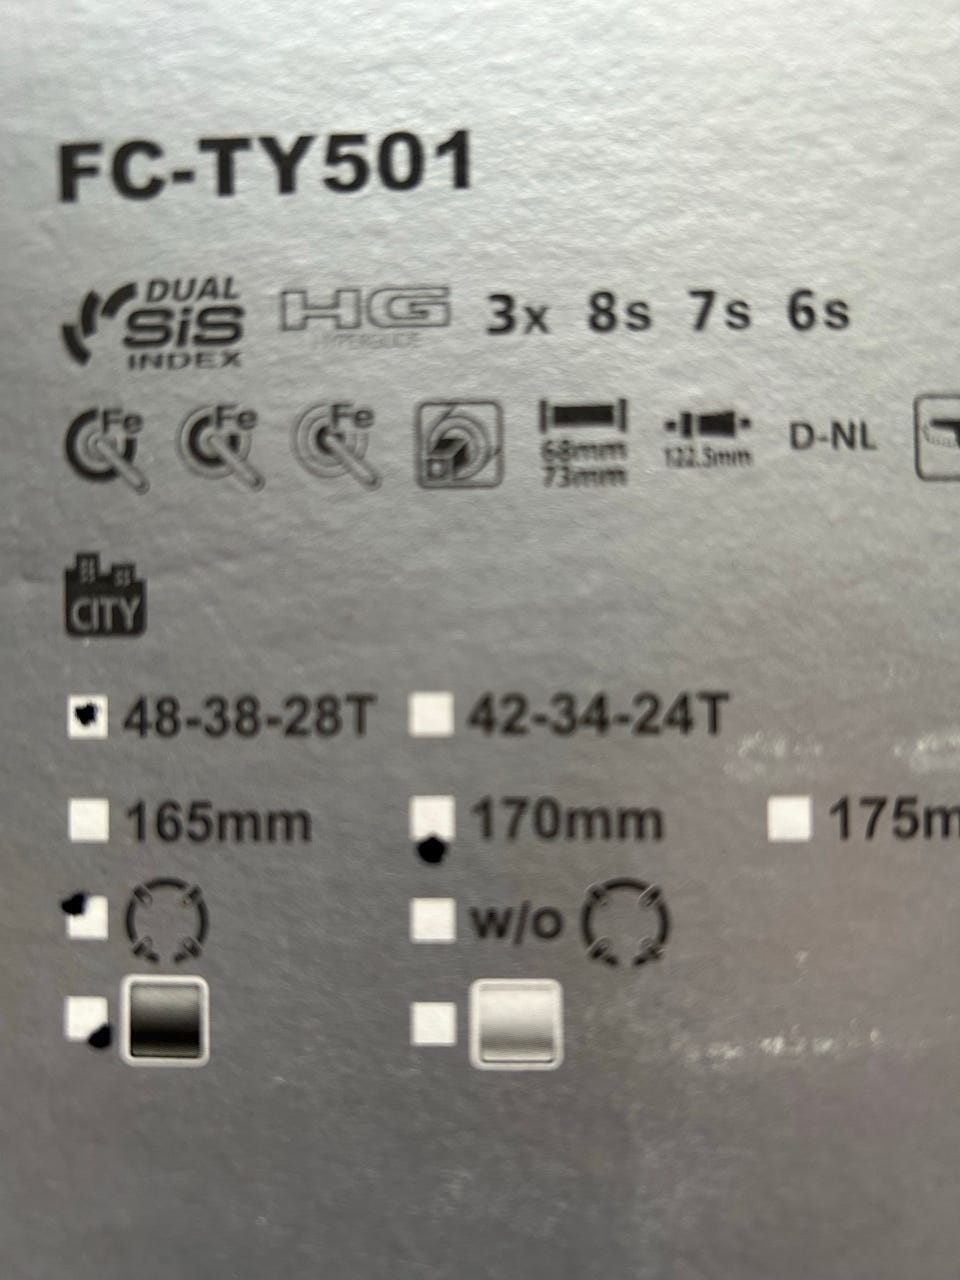 FC-TY501
DUAL SiS INDEX HG HYPERGLIDE 3x 8s 7s 6s
Fe Fe Fe 68mm 73mm 122.5mm D-NL
CITY
48-38-28T 42-34-24T
165mm 170mm 175m
w/o